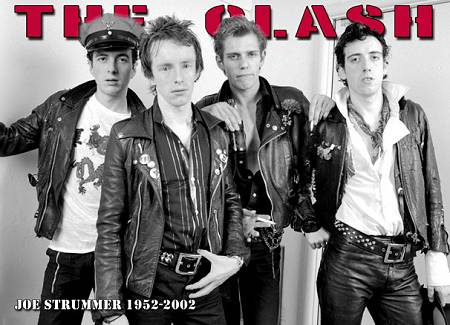 THE CLASH
JOE STRUMMER 1952-2002